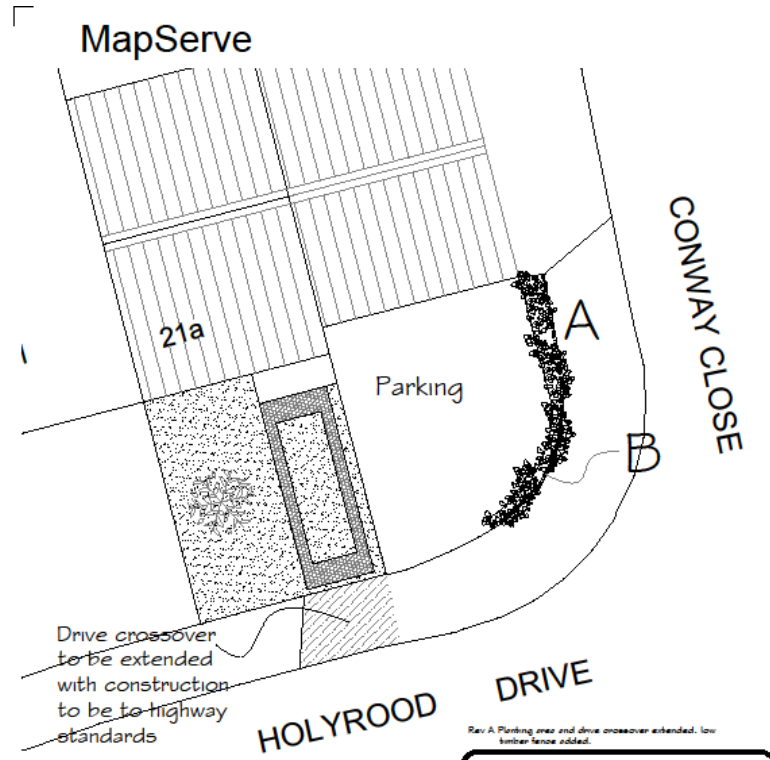 MapServe
CONWAY CLOSE
21a
A
Parking
B
Drive crossover
to be extended
with construction
to be to highway
standards
HOLYROOD DRIVE
Rev A Planting area and drive crossover extended, low
timber fence added.